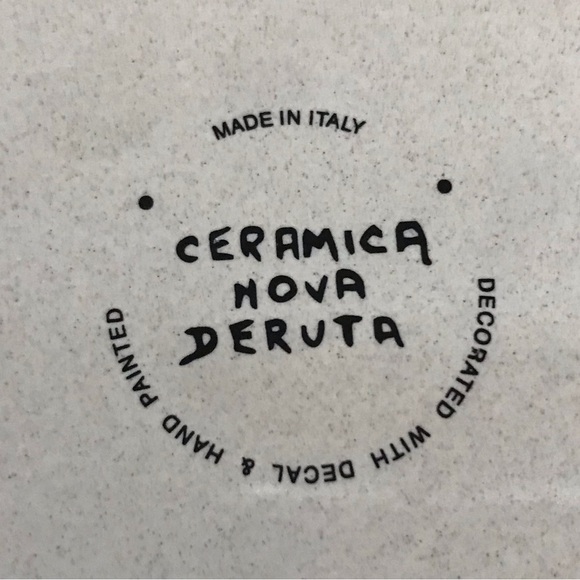 MADE IN ITALY
CERAMICA
NOVA
DERUTA
DECORATED WITH DECAL & HAND PAINTED